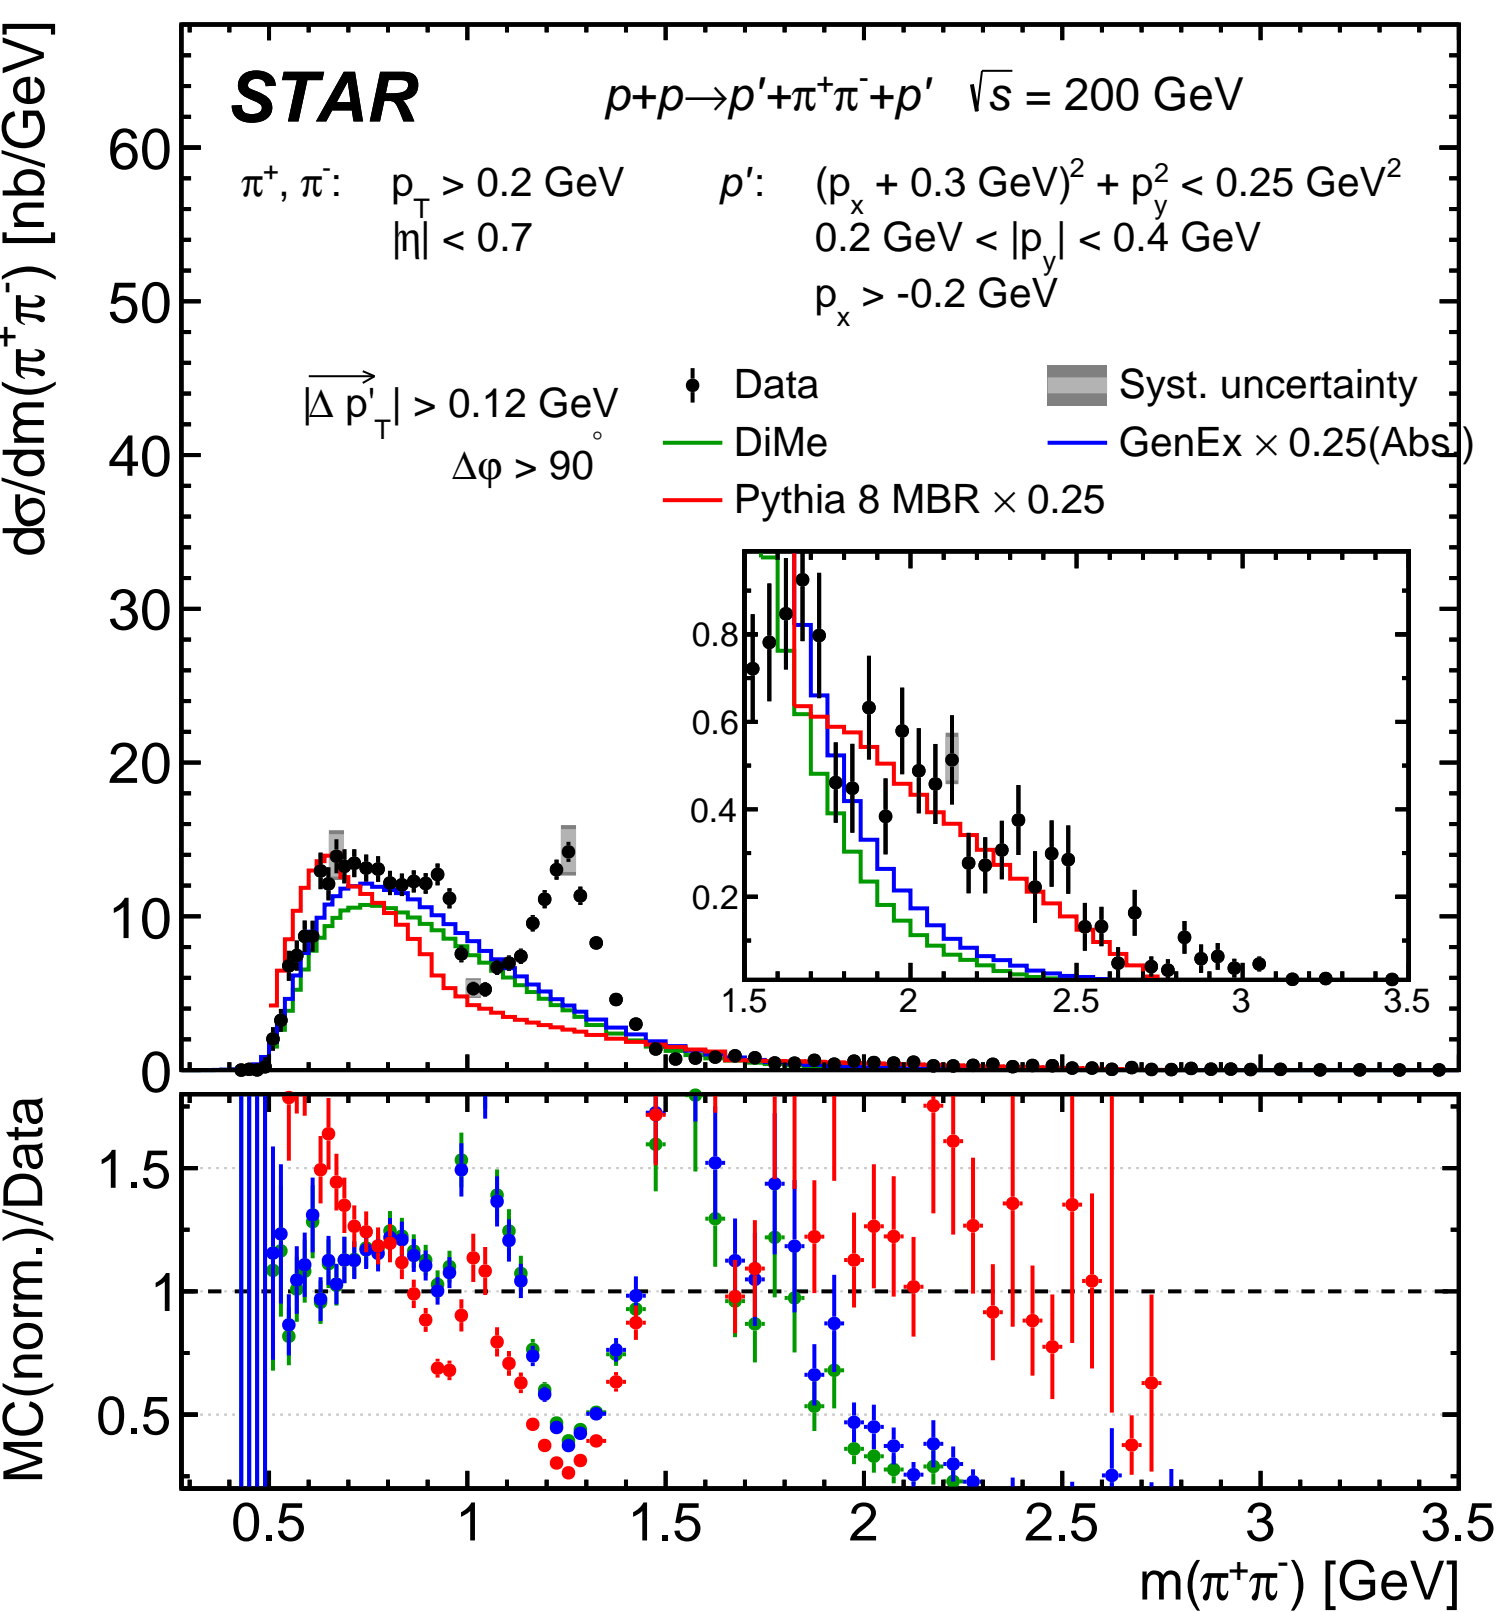 STAR
p+p→p'+π⁺π⁻+p' √s = 200 GeV
π⁺, π⁻: p_T > 0.2 GeV
|η| < 0.7
p': (p_x + 0.3 GeV)² + p_y² < 0.25 GeV²
0.2 GeV < |p_y| < 0.4 GeV
p_x > -0.2 GeV
|Δ p'_T| > 0.12 GeV
Δφ > 90°
Data
Syst. uncertainty
DiMe
GenEx × 0.25(Abs.)
Pythia 8 MBR × 0.25
dσ/dm(π⁺π⁻) [nb/GeV]
60
50
40
30
20
10
0
0.8
0.6
0.4
0.2
1.5 2 2.5 3 3.5
MC(norm.)/Data
1.5
1
0.5
0.5 1 1.5 2 2.5 3 3.5
m(π⁺π⁻) [GeV]